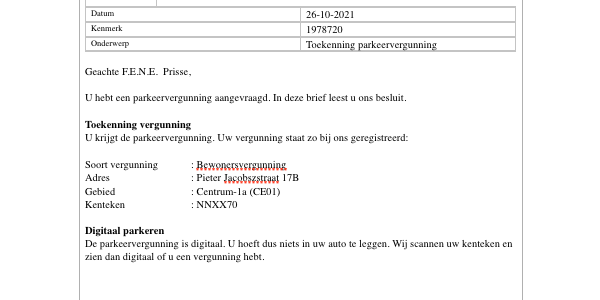 Datum 26-10-2021
Kenmerk 1978720
Onderwerp Toekenning parkeervergunning
Geachte F.E.N.E. Prisse,
U hebt een parkeervergunning aangevraagd. In deze brief leest u ons besluit.
Toekenning vergunning
U krijgt de parkeervergunning. Uw vergunning staat zo bij ons geregistreerd:
Soort vergunning : Bewonersvergunning
Adres : Pieter Jacobszstraat 17B
Gebied : Centrum-1a (CE01)
Kenteken : NNXX70
Digitaal parkeren
De parkeervergunning is digitaal. U hoeft dus niets in uw auto te leggen. Wij scannen uw kenteken en
zien dan digitaal of u een vergunning hebt.